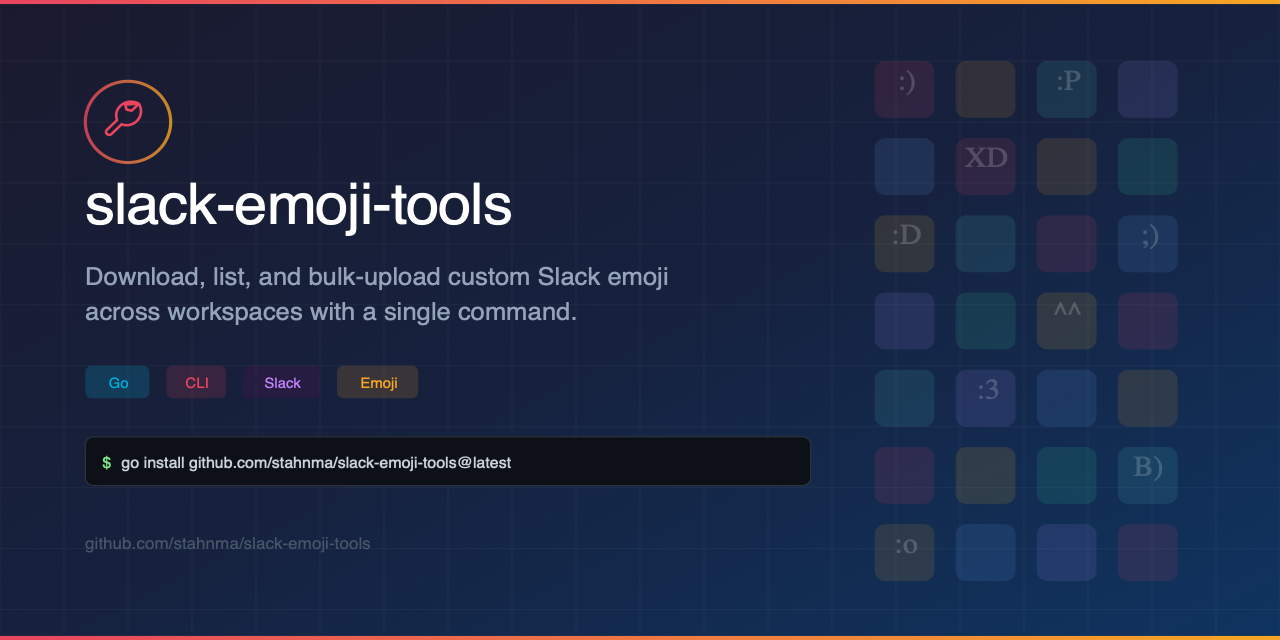 slack-emoji-tools
Download, list, and bulk-upload custom Slack emoji
across workspaces with a single command.
Go CLI Slack Emoji
$ go install github.com/stahnma/slack-emoji-tools@latest
github.com/stahnma/slack-emoji-tools
:) :P
XD
:D ;)
^^
:3
B)
:o